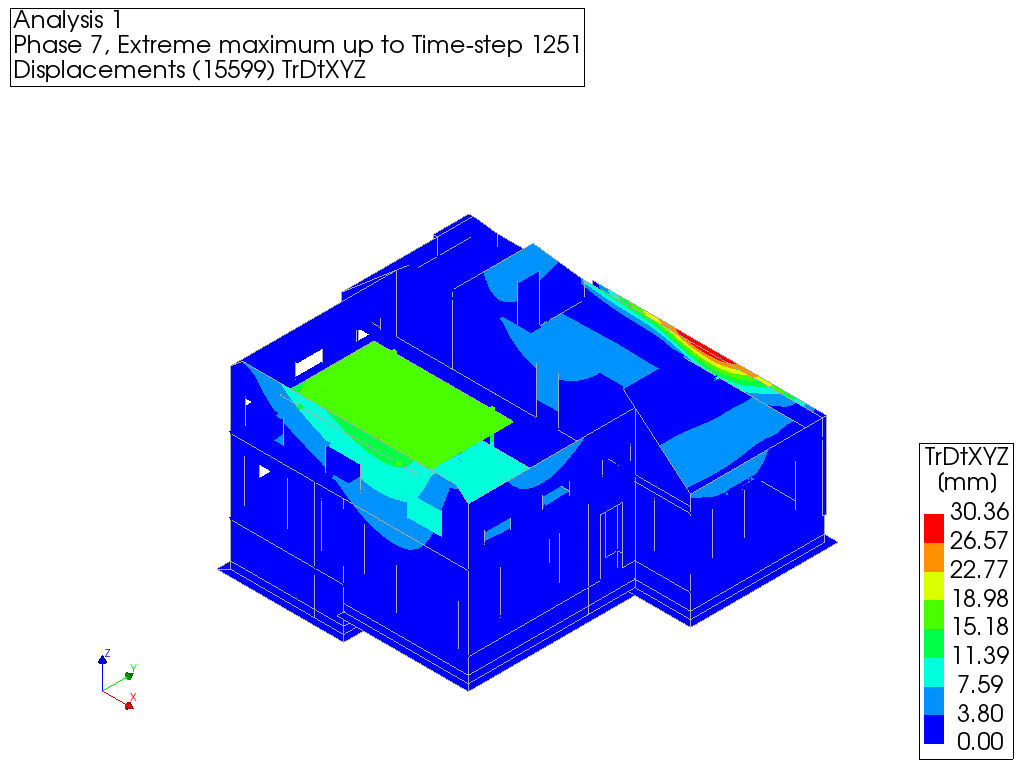 Analysis 1
Phase 7, Extreme maximum up to Time-step 1251
Displacements (15599) TrDtXYZ
TrDtXYZ
(mm)
30.36
26.57
22.77
18.98
15.18
11.39
7.59
3.80
0.00
Z
Y
X